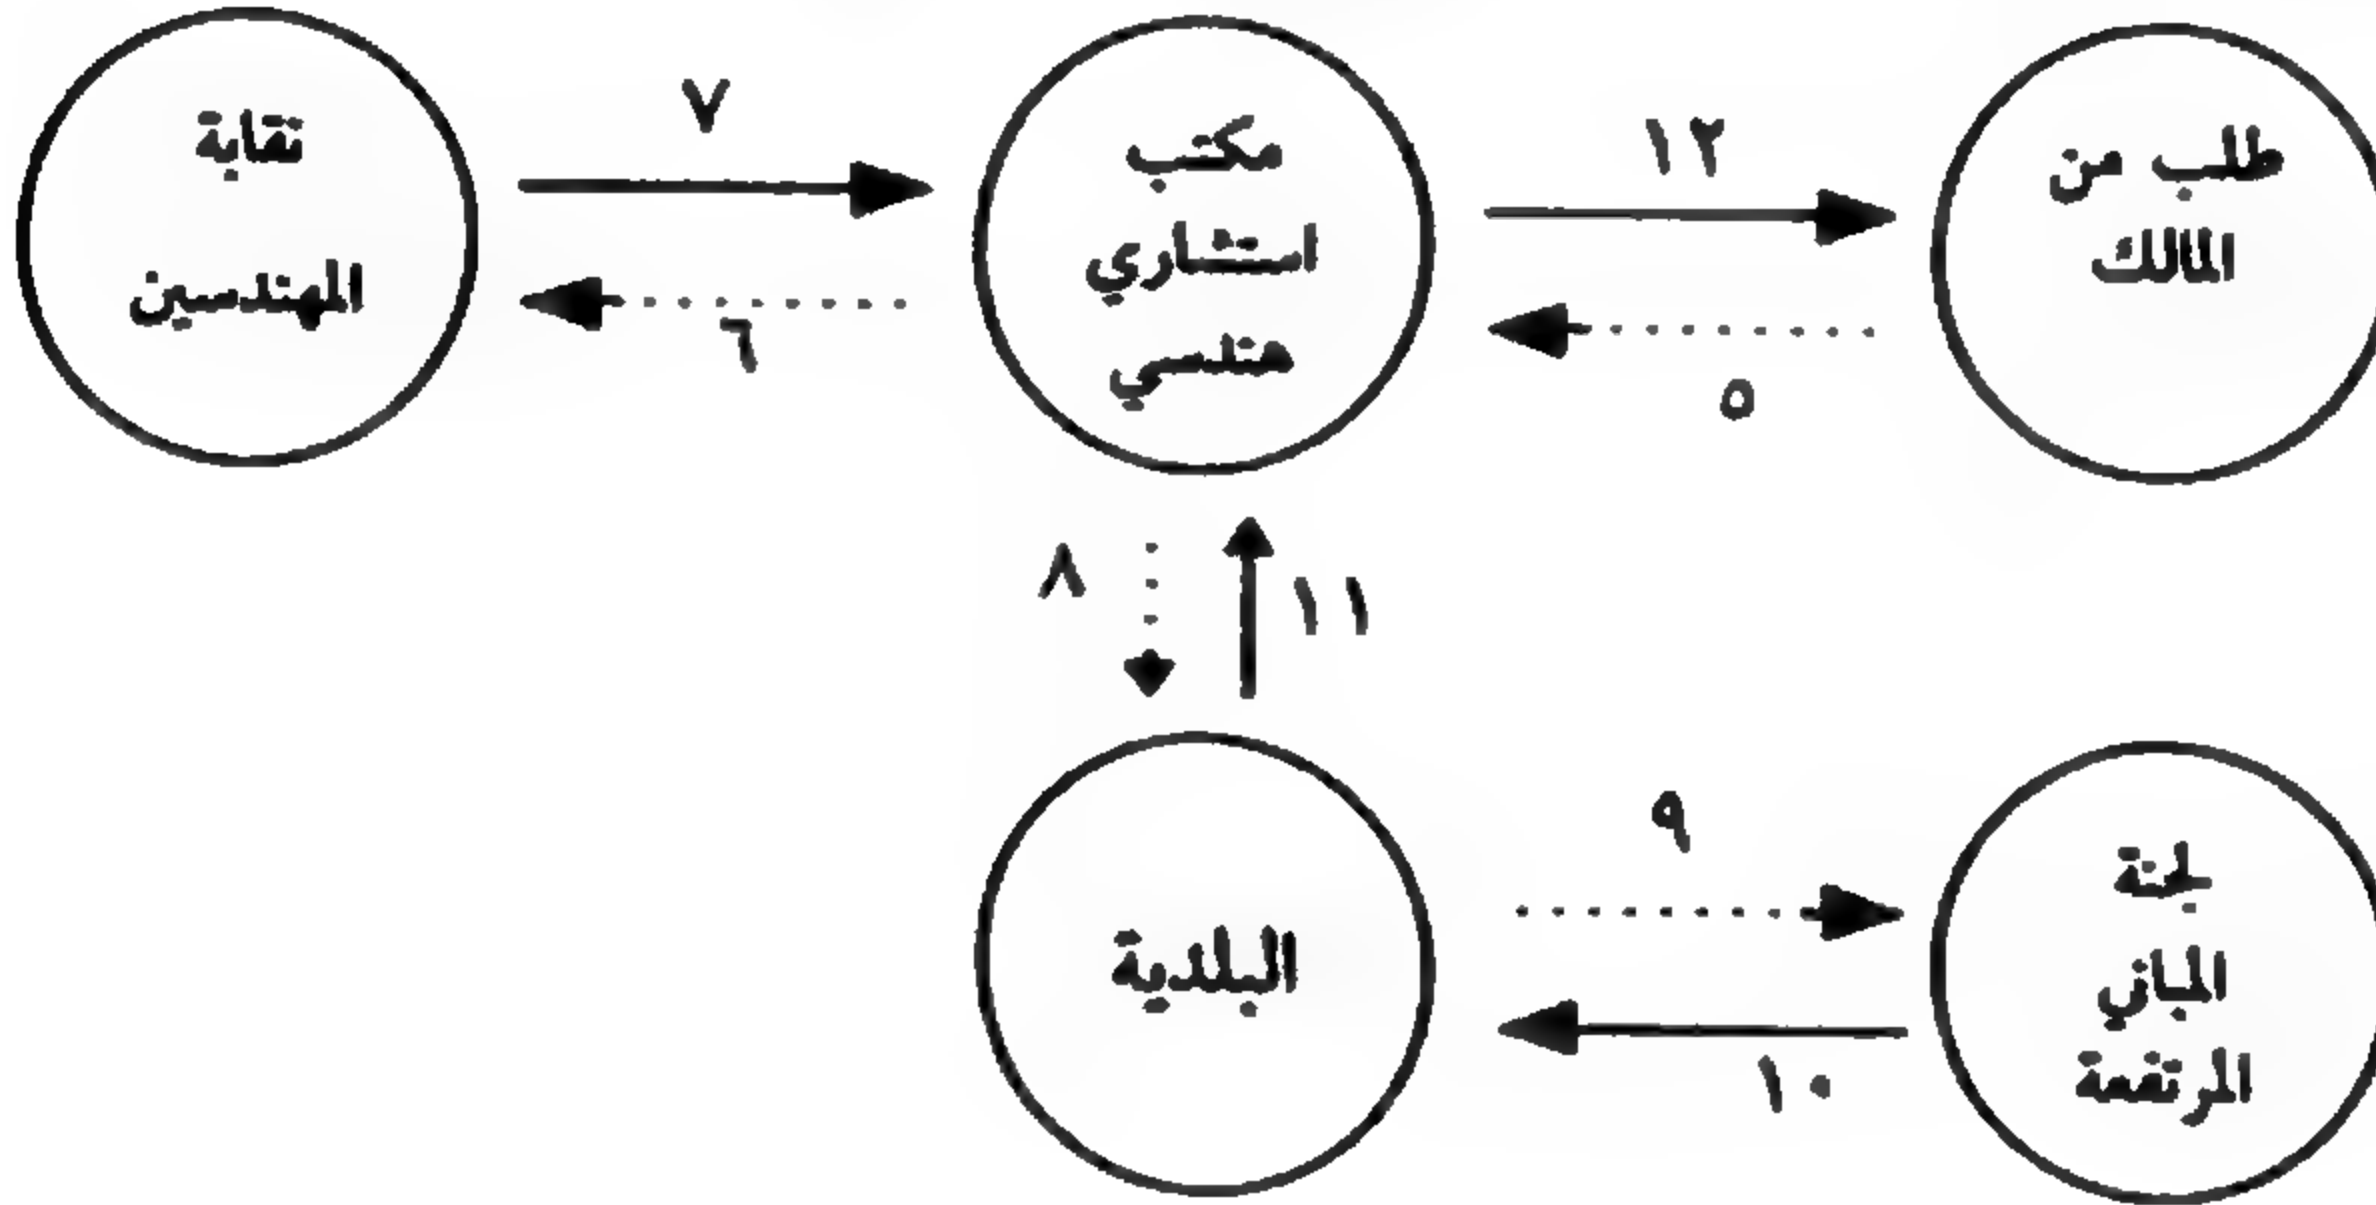 طلب من
المالك
١٢
٥
مكتب
استشاري
هندسي
٧
٦
نقابة
المهندسين
٨
١١
البلدية
٩
١٠
لجنة
المباني
المرتفعة